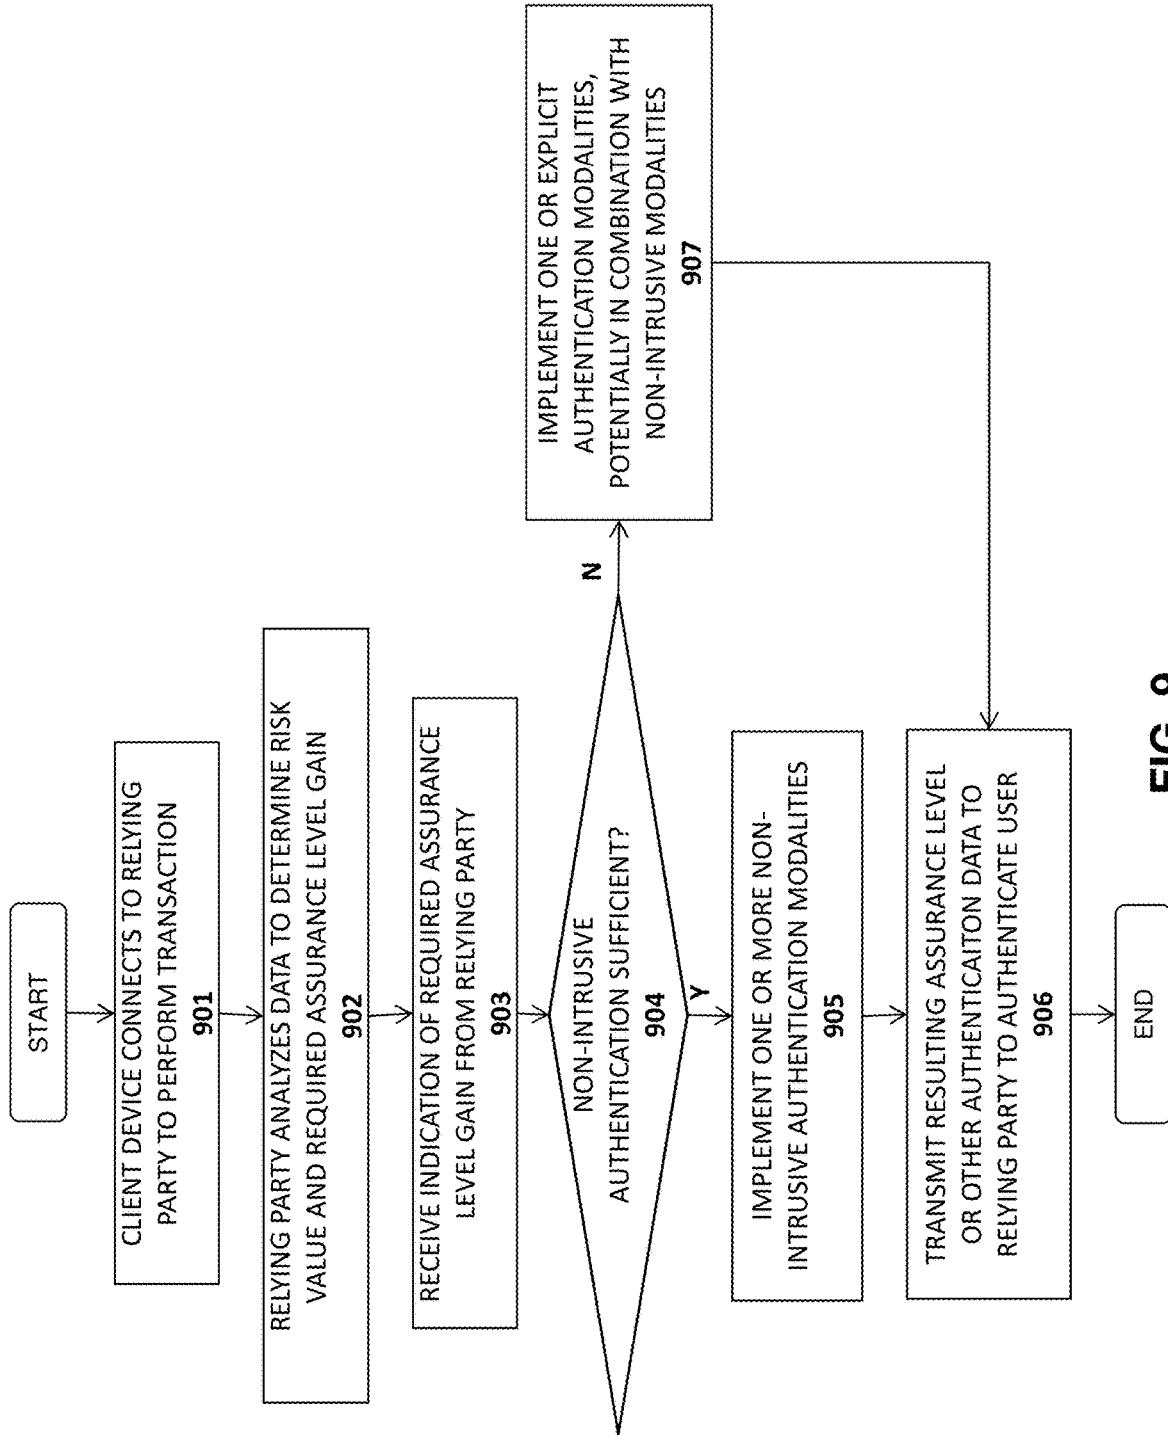 START
CLIENT DEVICE CONNECTS TO RELYING
PARTY TO PERFORM TRANSACTION
901
RELYING PARTY ANALYZES DATA TO DETERMINE RISK
VALUE AND REQUIRED ASSURANCE LEVEL GAIN
902
RECEIVE INDICATION OF REQUIRED ASSURANCE
LEVEL GAIN FROM RELYING PARTY
903
NON-INTRUSIVE
AUTHENTICATION SUFFICIENT?
904
N
IMPLEMENT ONE OR EXPLICIT
AUTHENTICATION MODALITIES,
POTENTIALLY IN COMBINATION WITH
NON-INTRUSIVE MODALITIES
907
Y
IMPLEMENT ONE OR MORE NON-
INTRUSIVE AUTHENTICATION MODALITIES
905
TRANSMIT RESULTING ASSURANCE LEVEL
OR OTHER AUTHENTICAITON DATA TO
RELYING PARTY TO AUTHENTICATE USER
906
END
FIG. 9